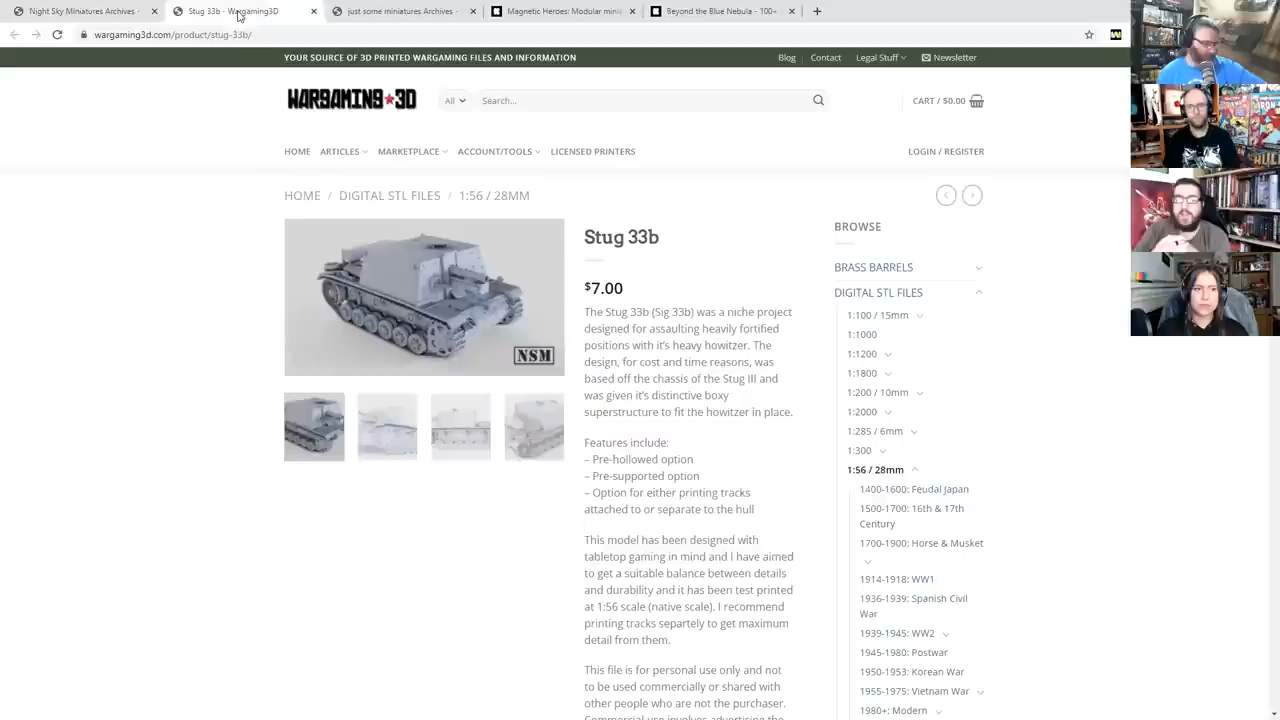 Night Sky Miniatures Archives -
Stug 33b - Wargaming3D
just some miniatures Archives -
Magnetic Heroes: Modular mini
Beyond the Blue Nebula - 100+
wargaming3d.com/product/stug-33b/
YOUR SOURCE OF 3D PRINTED WARGAMING FILES AND INFORMATION
Blog
Contact
Legal Stuff
Newsletter
WARGAMING 3D
All
Search...
CART / $0.00
HOME
ARTICLES
MARKETPLACE
ACCOUNT/TOOLS
LICENSED PRINTERS
LOGIN / REGISTER
HOME / DIGITAL STL FILES / 1:56 / 28MM
NSM
Stug 33b
$7.00
The Stug 33b (Sig 33b) was a niche project
designed for assaulting heavily fortified
positions with it's heavy howitzer. The
design, for cost and time reasons, was
based off the chassis of the Stug III and
was given it's distinctive boxy
superstructure to fit the howitzer in place.
Features include:
– Pre-hollowed option
– Pre-supported option
– Option for either printing tracks
attached to or separate to the hull
This model has been designed with
tabletop gaming in mind and I have aimed
to get a suitable balance between details
and durability and it has been test printed
at 1:56 scale (native scale). I recommend
printing tracks separtely to get maximum
detail from them.
This file is for personal use only and not
to be used commercially or shared with
other people who are not the purchaser.
Commercial use involves advertising the
BROWSE
BRASS BARRELS
DIGITAL STL FILES
1:100 / 15mm
1:1000
1:1200
1:1800
1:200 / 10mm
1:2000
1:285 / 6mm
1:300
1:56 / 28mm
1400-1600: Feudal Japan
1500-1700: 16th & 17th
Century
1700-1900: Horse & Musket
1914-1918: WW1
1936-1939: Spanish Civil
War
1939-1945: WW2
1945-1980: Postwar
1950-1953: Korean War
1955-1975: Vietnam War
1980+: Modern